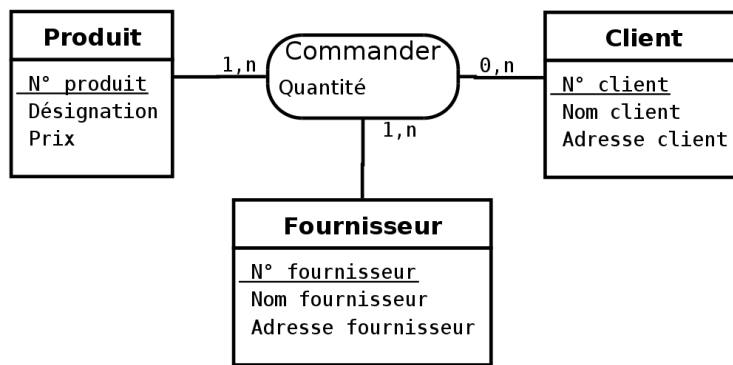 Produit
N° produit
Désignation
Prix
1,n
Commander
Quantité
0,n
1,n
Client
N° client
Nom client
Adresse client
Fournisseur
N° fournisseur
Nom fournisseur
Adresse fournisseur